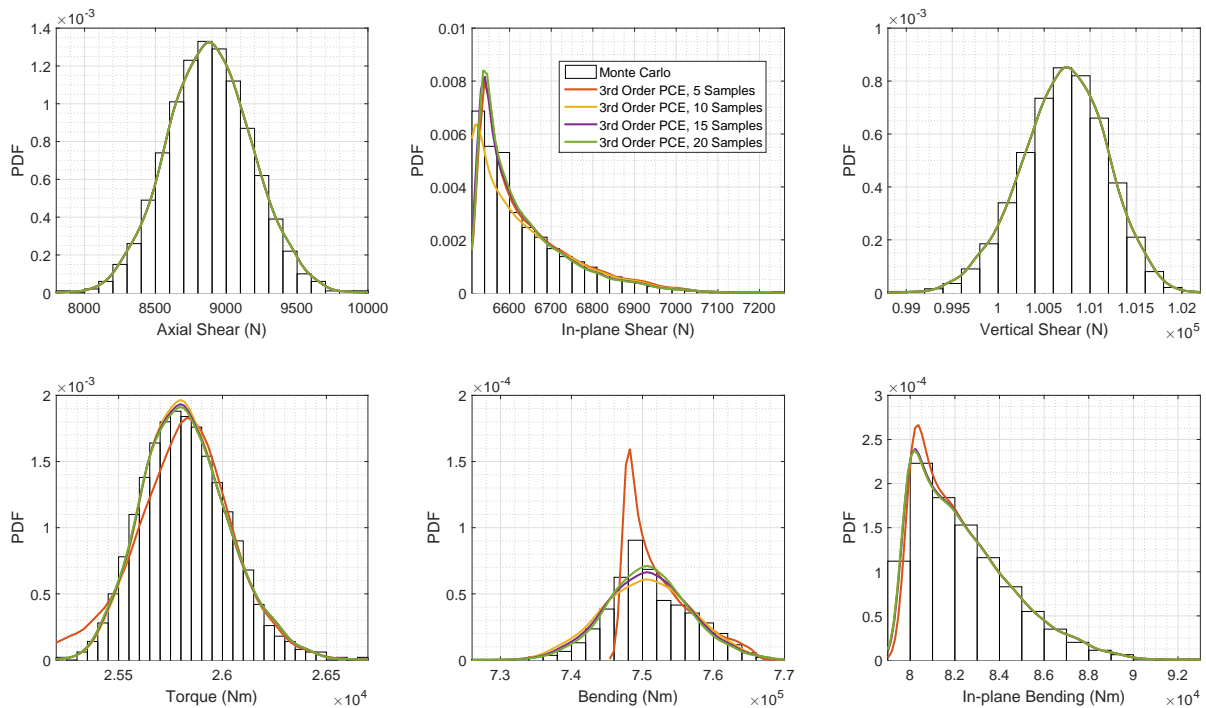 ×10-3
1.4
1.2
1
0.8
0.6
0.4
0.2
0
PDF
8000 8500 9000 9500 10000
Axial Shear (N)
0.01
0.008
0.006
0.004
0.002
0
PDF
Monte Carlo
3rd Order PCE, 5 Samples
3rd Order PCE, 10 Samples
3rd Order PCE, 15 Samples
3rd Order PCE, 20 Samples
6600 6700 6800 6900 7000 7100 7200
In-plane Shear (N)
×10-3
1
0.8
0.6
0.4
0.2
0
PDF
0.99 0.995 1 1.005 1.01 1.015 1.02
Vertical Shear (N)
×10 5
×10-3
2
1.5
1
0.5
0
PDF
2.55 2.6 2.65
Torque (Nm)
×10 4
×10-4
2
1.5
1
0.5
0
PDF
7.3 7.4 7.5 7.6 7.7
Bending (Nm)
×10 5
×10-4
3
2.5
2
1.5
1
0.5
0
PDF
8 8.2 8.4 8.6 8.8 9 9.2
In-plane Bending (Nm)
×10 4